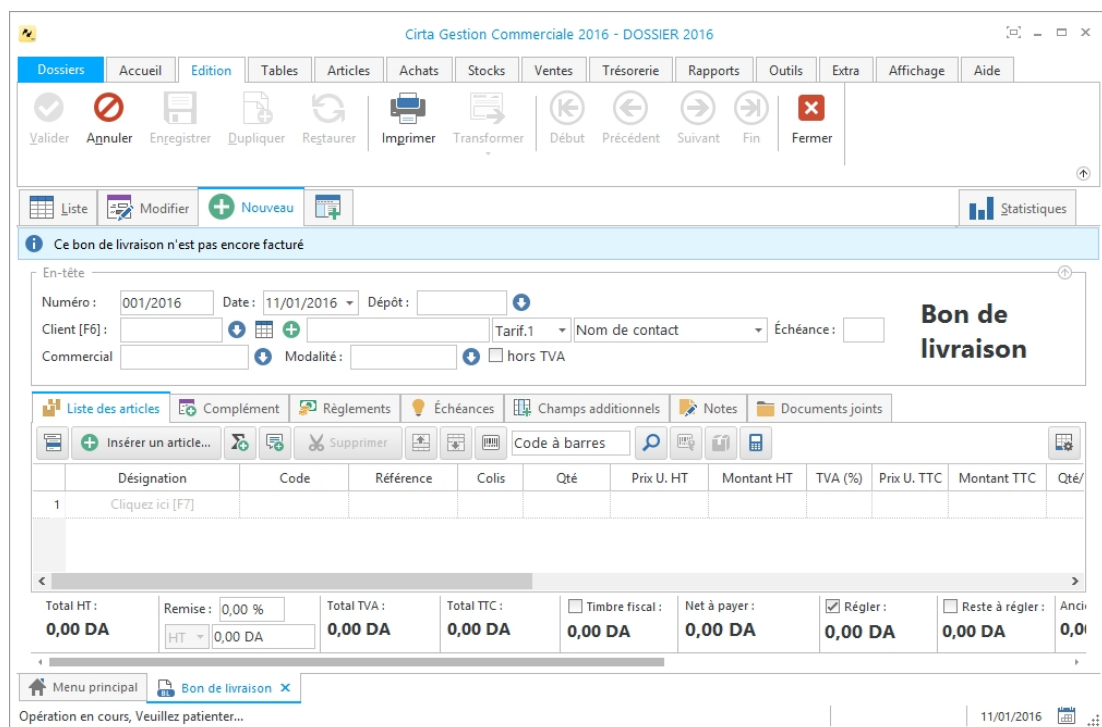 Cirta Gestion Commerciale 2016 - DOSSIER 2016
Dossiers Accueil Edition Tables Articles Achats Stocks Ventes Trésorerie Rapports Outils Extra Affichage Aide
Valider Annuler Enregistrer Dupliquer Restaurer Imprimer Transformer Début Précédent Suivant Fin Fermer
Liste Modifier Nouveau Statistiques
Ce bon de livraison n'est pas encore facturé
En-tête
Numéro : 001/2016 Date : 11/01/2016 Dépôt :
Client [F6] : Tarif.1 Nom de contact Échéance :
Commercial Modalité : hors TVA
Bon de
livraison
Liste des articles Complément Règlements Échéances Champs additionnels Notes Documents joints
Insérer un article... Supprimer Code à barres
Désignation Code Référence Colis Qté Prix U. HT Montant HT TVA (%) Prix U. TTC Montant TTC Qté/
1 Cliquez ici [F7]
Total HT : Remise : 0,00 % Total TVA : Total TTC : Timbre fiscal : Net à payer : Régler : Reste à régler : Anci
0,00 DA HT 0,00 DA 0,00 DA 0,00 DA 0,00 DA 0,00 DA 0,00 DA 0,00 DA 0,0
Menu principal BL Bon de livraison
Opération en cours, Veuillez patienter... 11/01/2016